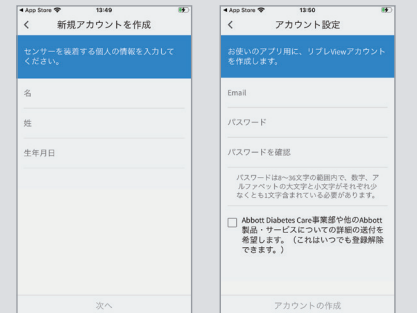 ◀ App Store 13:49
< 新規アカウントを作成
センサーを装着する個人の情報を入力して
ください。
名
姓
生年月日
次へ
◀ App Store 13:50
< アカウント設定
お使いのアプリ用に、リブレViewアカウント
を作成します。
Email
パスワード
パスワードを確認
パスワードは8〜36文字の範囲内で、数字、ア
ルファベットの大文字と小文字がそれぞれ少
なくとも1文字含まれている必要があります。
Abbott Diabetes Care事業部や他のAbbott
製品・サービスについての詳細の送付を
希望します。（これはいつでも登録解除
できます。）
アカウントの作成